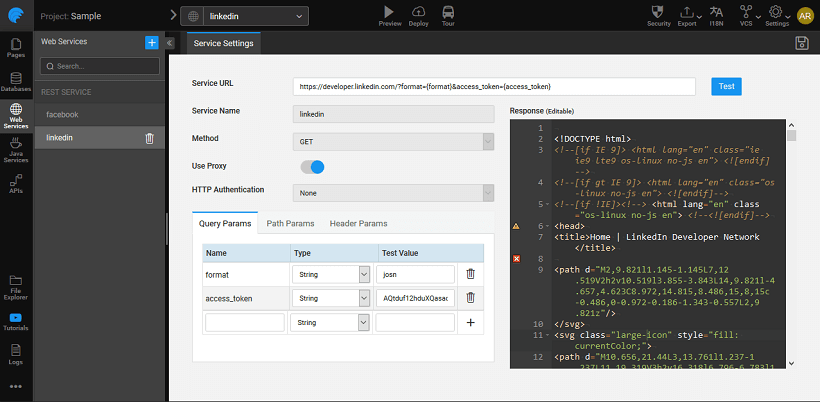 Project: Sample
linkedin
Preview
Deploy
Tour
Security
Export
I18N
VCS
Settings
AR
Pages
Databases
Web
Services
Java
Services
APIs
File
Explorer
Tutorials
Logs
Web Services
+
«
Search...
REST SERVICE
facebook
linkedin
Service Settings
Service URL
https://developer.linkedin.com/?format={format}&access_token={access_token}
Test
Service Name
linkedin
Method
GET
Use Proxy
HTTP Authentication
None
Query Params Path Params Header Params
Name Type Test Value
format String josn
access_token String AQtduf12hduXQasac
String +
Response (Editable)
1
2 <!DOCTYPE html>
3 <!--[if IE 9]> <html lang="en" class="ie
ie9 lte9 os-linux no-js en"> <![endif]
-->
4 <!--[if gt IE 9]> <html lang="en" class="os
-linux no-js en"> <![endif]-->
5 <!--[if !IE]><!--> <html lang="en" class
="os-linux no-js en"> <!--<![endif]-->
6 <head>
7 <title>Home | LinkedIn Developer Network
</title>
8
9 <path d="M2,9.821l1.145-1.145L7,12
.519V2h2v10.519l3.855-3.843L14,9.821l-4
.657,4.623C8.972,14.815,8.486,15,8,15c
-0.486,0-0.972-0.186-1.343-0.557L2,9
.821z"/>
10 </svg>
11 <svg class="large-icon" style="fill:
currentColor;">
12 <path d="M10.656,21.44L3,13.761l1.237-1
.237L11,19.319V3h2v16.318l6.796-6.783l1